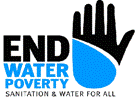 END
WATER
POVERTY
SANITATION & WATER FOR ALL